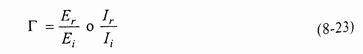 Γ = E_r / E_i o I_r / I_i (8-23)